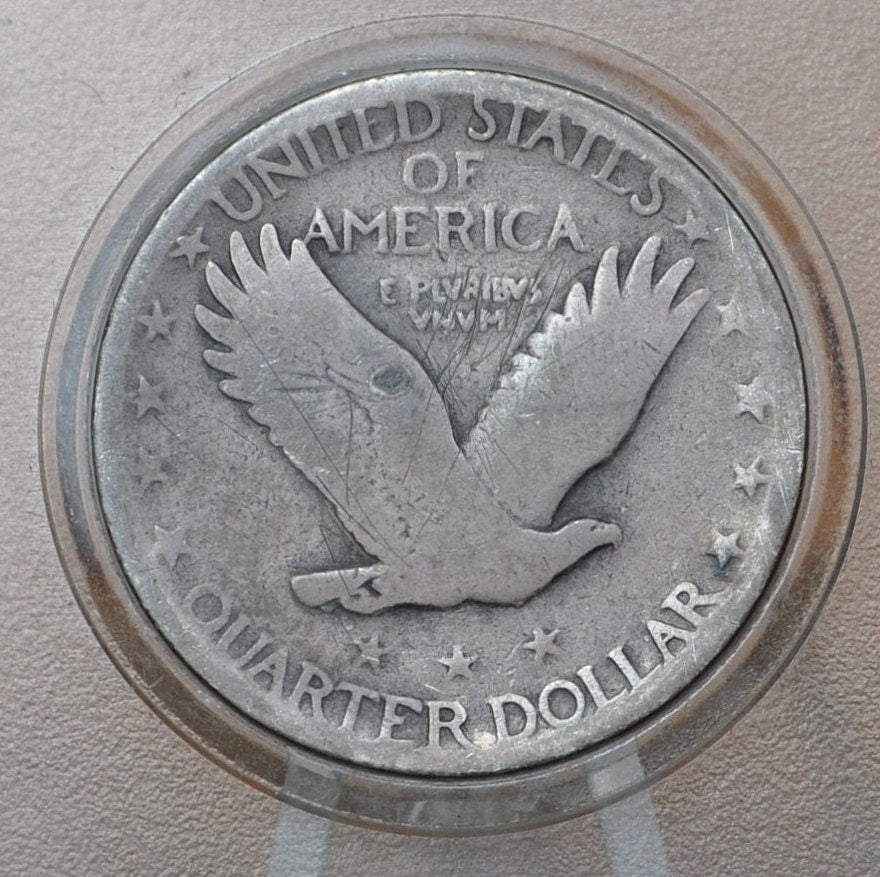 UNITED STATES
OF
AMERICA
E PLVRIBVS
VNVM
QUARTER.DOLLAR